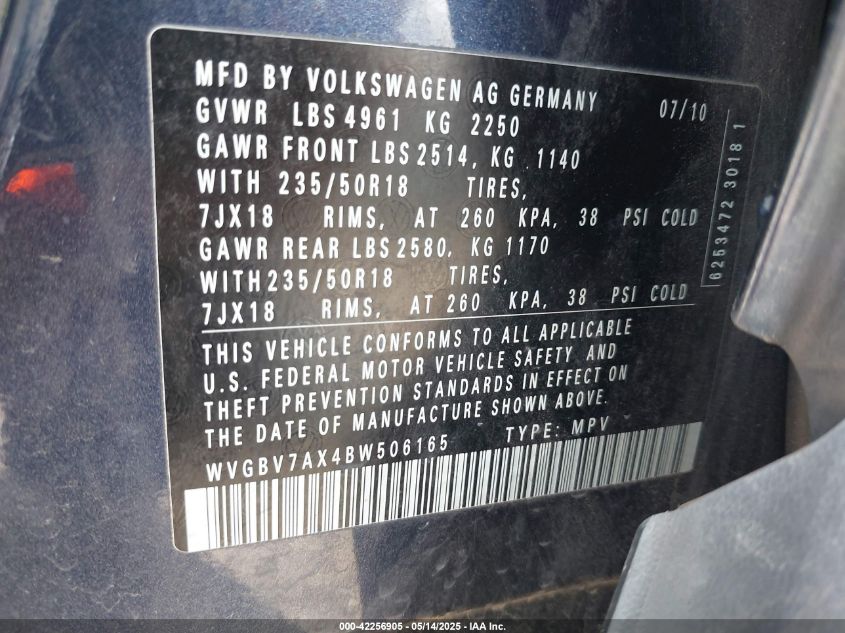 MFD BY VOLKSWAGEN AG GERMANY 07/10
GVWR LBS 4961 KG 2250
GAWR FRONT LBS 2514, KG 1140
WITH 235/50R18 TIRES,
7JX18 RIMS, AT 260 KPA, 38 PSI COLD
GAWR REAR LBS 2580, KG 1170
WITH 235/50R18 TIRES,
7JX18 RIMS, AT 260 KPA, 38 PSI COLD
THIS VEHICLE CONFORMS TO ALL APPLICABLE
U.S. FEDERAL MOTOR VEHICLE SAFETY, AND
THEFT PREVENTION STANDARDS IN EFFECT ON
THE DATE OF MANUFACTURE SHOWN ABOVE.
WVGBV7AX4BW506165 TYPE: MPV
6253472 3018 1
000-42256905 - 05/14/2025 - IAA Inc.